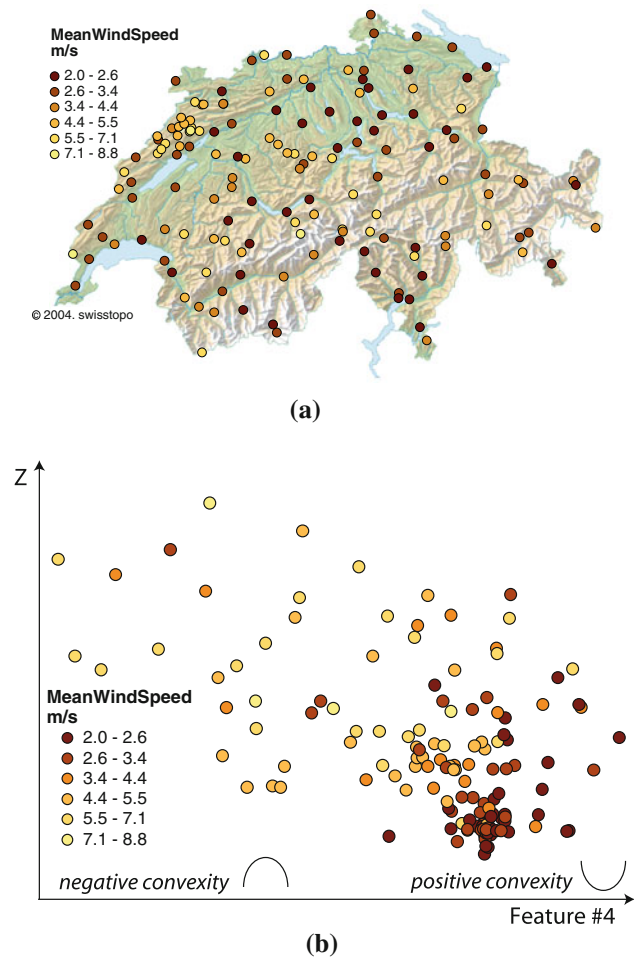 MeanWindSpeed
m/s
2.0 - 2.6
2.6 - 3.4
3.4 - 4.4
4.4 - 5.5
5.5 - 7.1
7.1 - 8.8
© 2004. swisstopo
(a)
Z
MeanWindSpeed
m/s
2.0 - 2.6
2.6 - 3.4
3.4 - 4.4
4.4 - 5.5
5.5 - 7.1
7.1 - 8.8
negative convexity
positive convexity
Feature #4
(b)